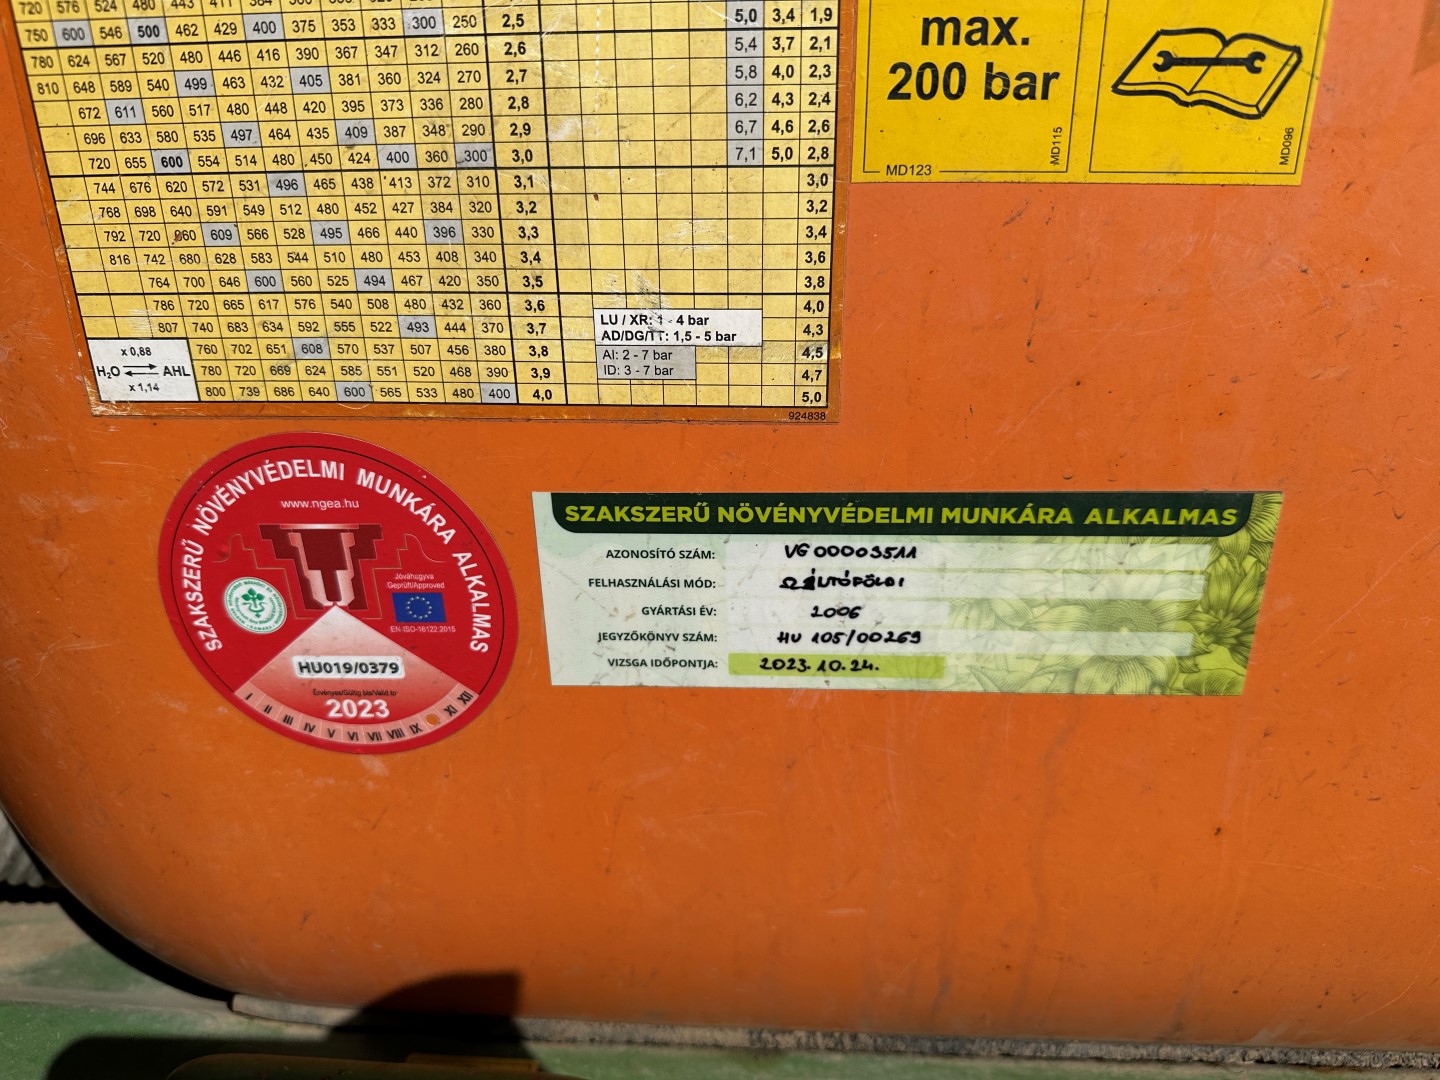 750 600 546 500 462 429 400 375 353 333 300 250 2,5 5,0 3,4 1,9
780 624 567 520 480 446 416 390 367 347 312 260 2,6 5,4 3,7 2,1
810 648 589 540 499 463 432 405 381 360 324 270 2,7 5,8 4,0 2,3
672 611 560 517 480 448 420 395 373 336 280 2,8 6,2 4,3 2,4
696 633 580 535 497 464 435 409 387 348 290 2,9 6,7 4,6 2,6
720 655 600 554 514 480 450 424 400 360 300 3,0 7,1 5,0 2,8
744 676 620 572 531 496 465 438 413 372 310 3,1 3,0
768 698 640 591 549 512 480 452 427 384 320 3,2 3,2
792 720 660 609 566 528 495 466 440 396 330 3,3 3,4
816 742 680 628 583 544 510 480 453 408 340 3,4 3,6
764 700 646 600 560 525 494 467 420 350 3,5 3,8
786 720 665 617 576 540 508 480 432 360 3,6 4,0
807 740 683 634 592 555 522 493 444 370 3,7 4,3
760 702 651 608 570 537 507 456 380 3,8 4,5
780 720 669 624 585 551 520 468 390 3,9 4,7
800 739 686 640 600 565 533 480 400 4,0 5,0
x 0,88
H₂O AHL
x 1,14
LU / XR: 1 - 4 bar
AD/DG/TT: 1,5 - 5 bar
AI: 2 - 7 bar
ID: 3 - 7 bar
924838
max.
200 bar
MD123
MD115
MD096
SZAKSZERŰ NÖVÉNYVÉDELMI MUNKÁRA ALKALMAS
www.ngea.hu
Jóváhagyva
Geprüft/Approved
EN-ISO-16122:2015
HU019/0379
Érvényes/Gültig bis/Valid to
2023
I II III IV V VI VII VIII IX XI XII
SZAKSZERŰ NÖVÉNYVÉDELMI MUNKÁRA ALKALMAS
AZONOSÍTÓ SZÁM: VG00003511
FELHASZNÁLÁSI MÓD:
GYÁRTÁSI ÉV: 2006
JEGYZŐKÖNYV SZÁM: HU 105/00269
VIZSGA IDŐPONTJA: 2023.10.24.